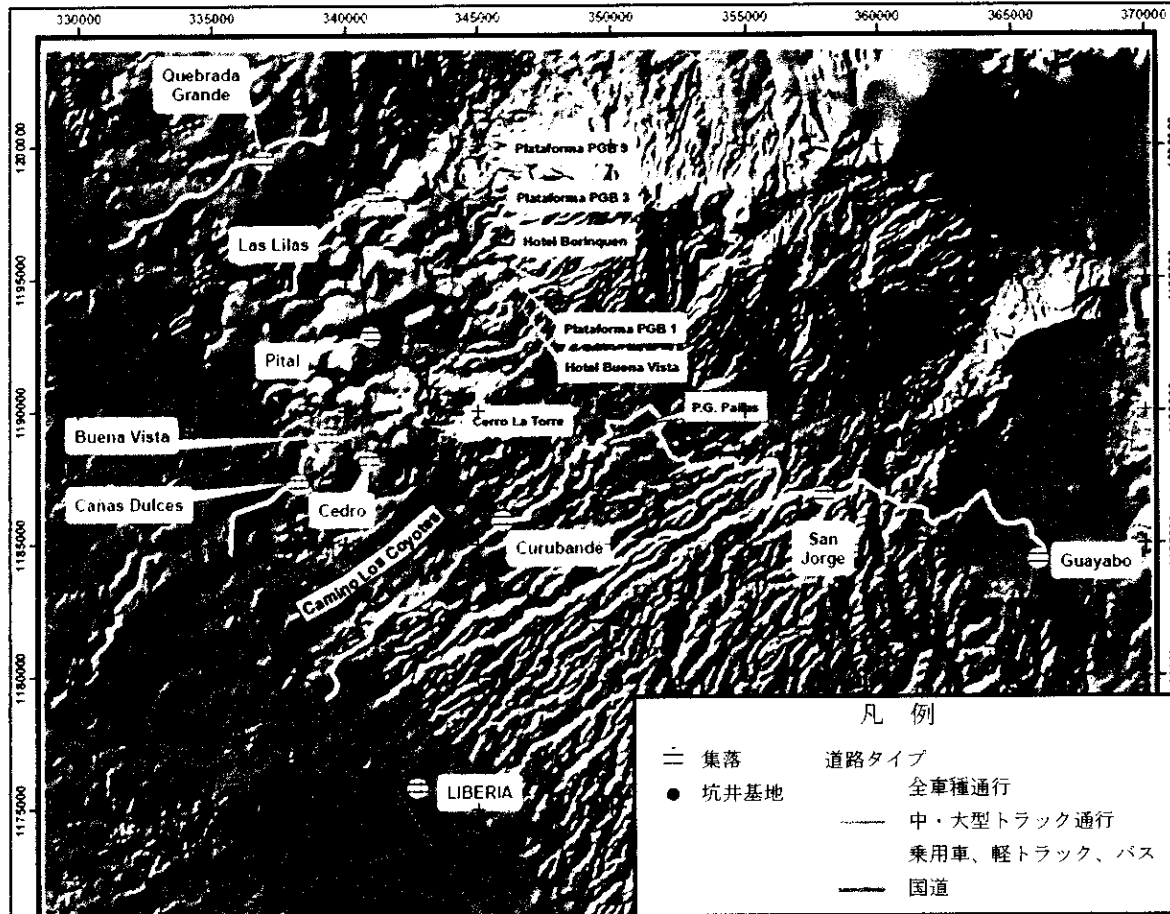 330000 335000 340000 345000 350000 355000 360000 365000 370000
Quebrada
Grande
Plataforma PGB 9
Plataforma PGB 3
Las Lilas
Hotel Borinquen
Plataforma PGB 1
Pital
Hotel Buena Vista
P.G. Pailas
Cerro La Torre
Buena Vista
Cañas Dulces
Cedro
Camino Los Coyotes
Curubande
San
Jorge
Guayabo
LIBERIA
1200000
1195000
1190000
1185000
1180000
1175000
凡 例
集落 道路タイプ
坑井基地 全車種通行
中・大型トラック通行
乗用車、軽トラック、バス
国道